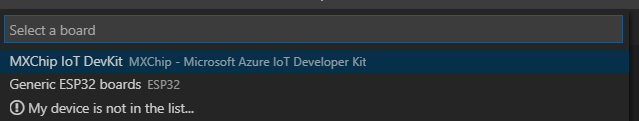 Select a board
MXChip IoT DevKit MXChip - Microsoft Azure IoT Developer Kit
Generic ESP32 boards ESP32
My device is not in the list...